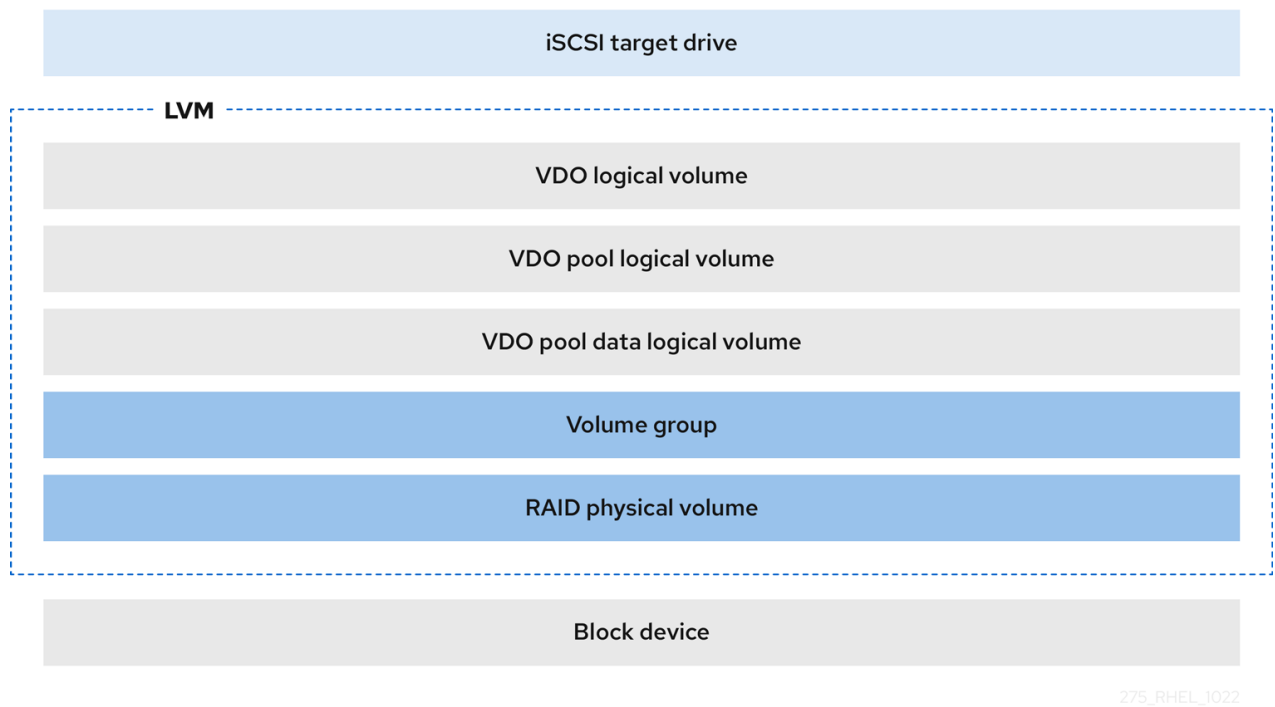 iSCSI target drive
LVM
VDO logical volume
VDO pool logical volume
VDO pool data logical volume
Volume group
RAID physical volume
Block device
275_RHEL_1022